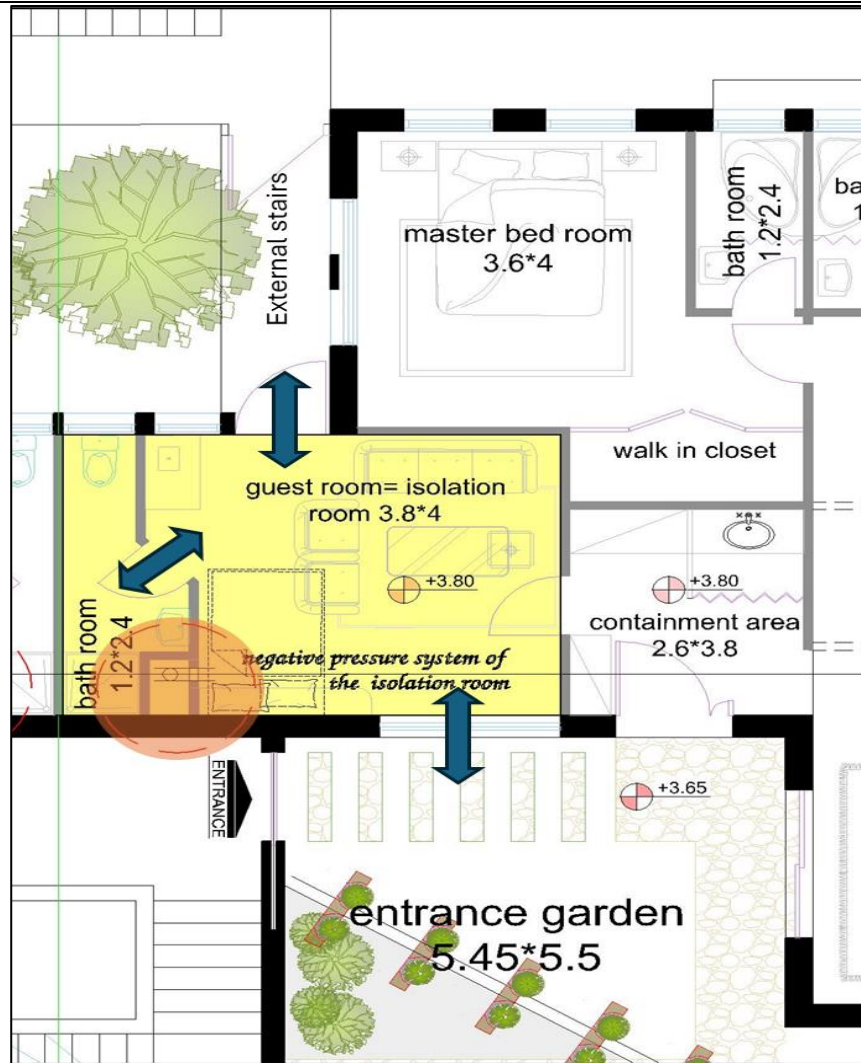 External stairs
master bed room
3.6*4
bath room
1.2*2.4
ba
1
walk in closet
guest room= isolation
room 3.8*4
+3.80
+3.80
containment area
2.6*3.8
bath room
1.2*2.4
negative pressure system of
the isolation room
ENTRANCE
+3.65
entrance garden
5.45*5.5